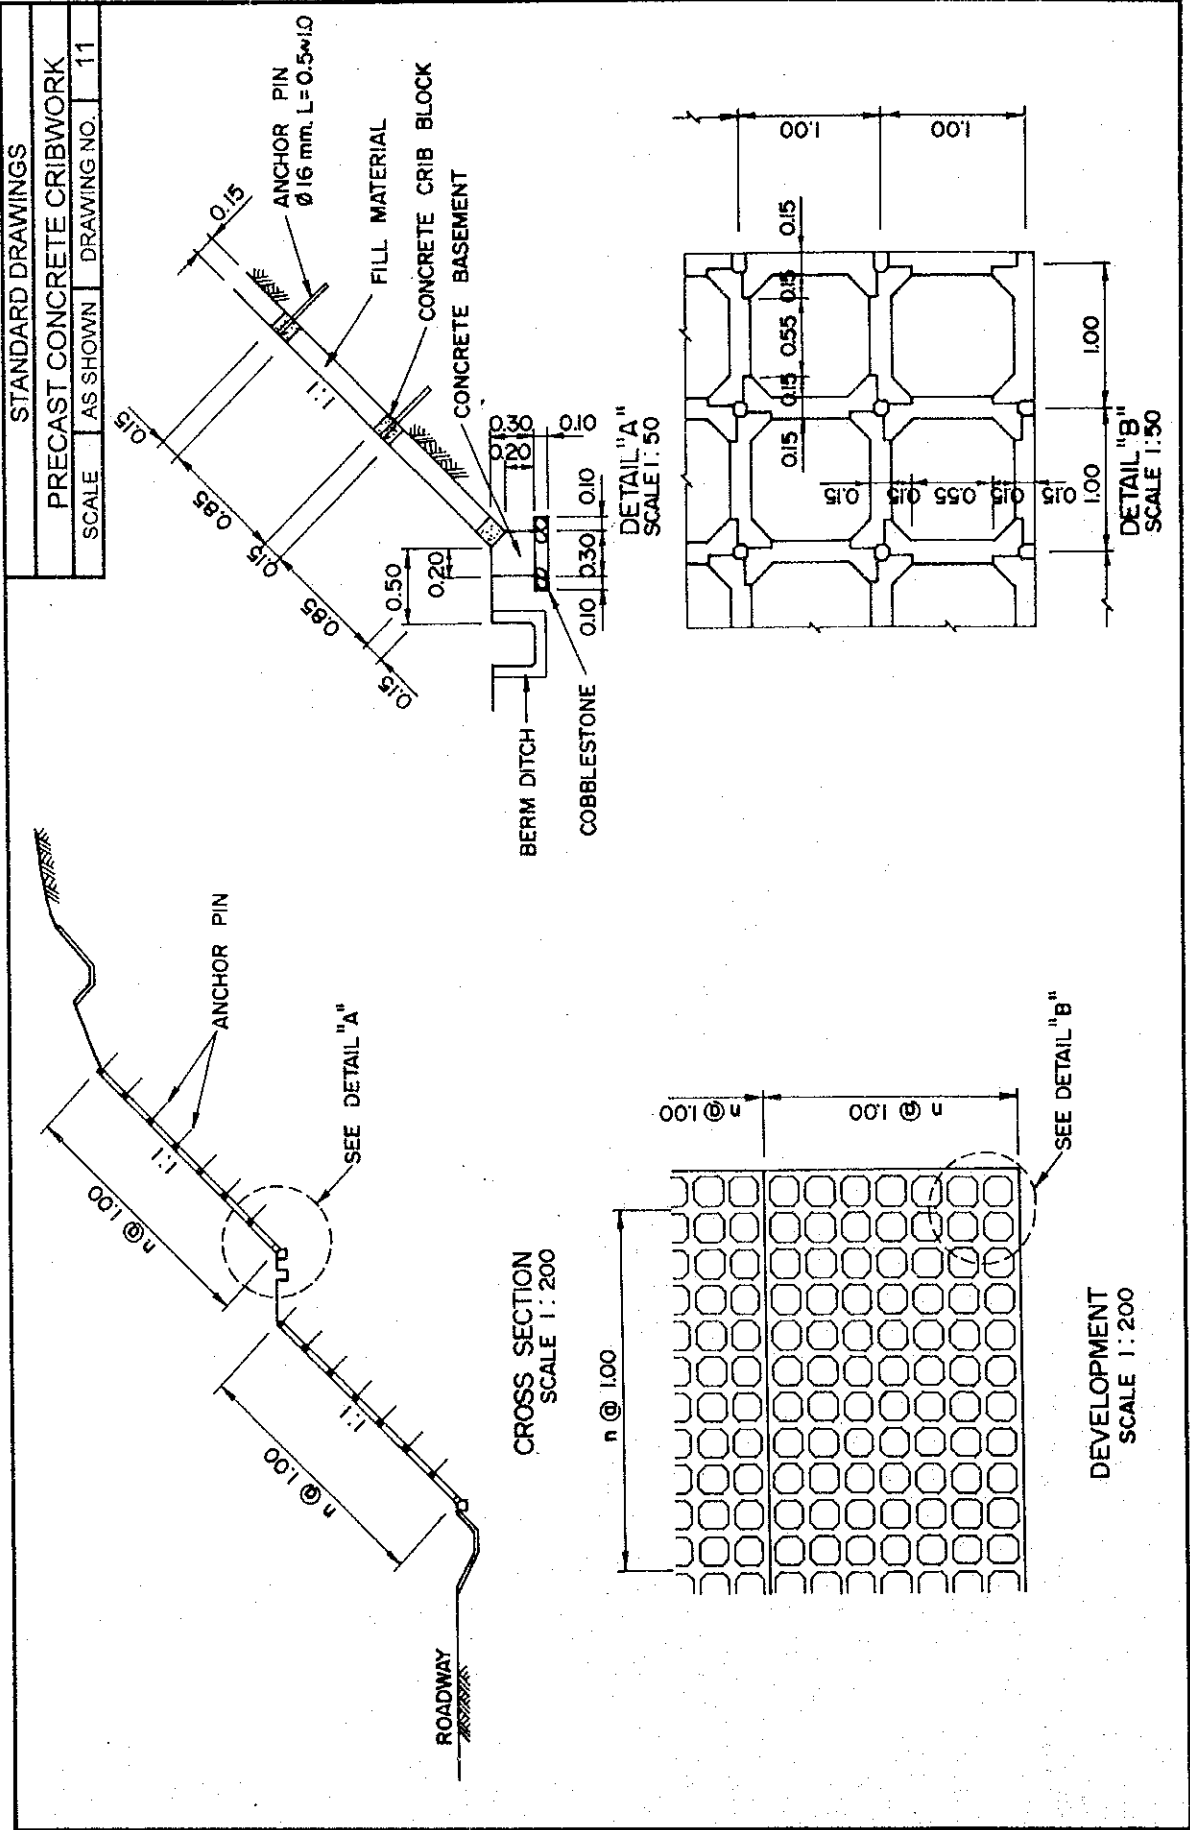 STANDARD DRAWINGS
PRECAST CONCRETE CRIBWORK
SCALE AS SHOWN DRAWING NO. 11
n @ 1.00
1:1
ANCHOR PIN
SEE DETAIL "A"
n @ 1.00
1:1
ROADWAY
CROSS SECTION
SCALE 1:200
0.15
0.85
0.15
0.85
0.15
0.15
ANCHOR PIN
Ø16 mm. L=0.5~1.0
1:1
FILL MATERIAL
CONCRETE CRIB BLOCK
CONCRETE BASEMENT
0.50
0.20
0.30
0.20
0.10
0.10
0.30
0.10
BERM DITCH
COBBLESTONE
DETAIL "A"
SCALE 1:50
n @ 1.00
n @ 1.00
n @ 1.00
SEE DETAIL "B"
DEVELOPMENT
SCALE 1:200
0.15
0.15
0.55
0.15
0.15
0.15
0.15
0.55
0.15
0.15
1.00
1.00
1.00
1.00
DETAIL "B"
SCALE 1:50